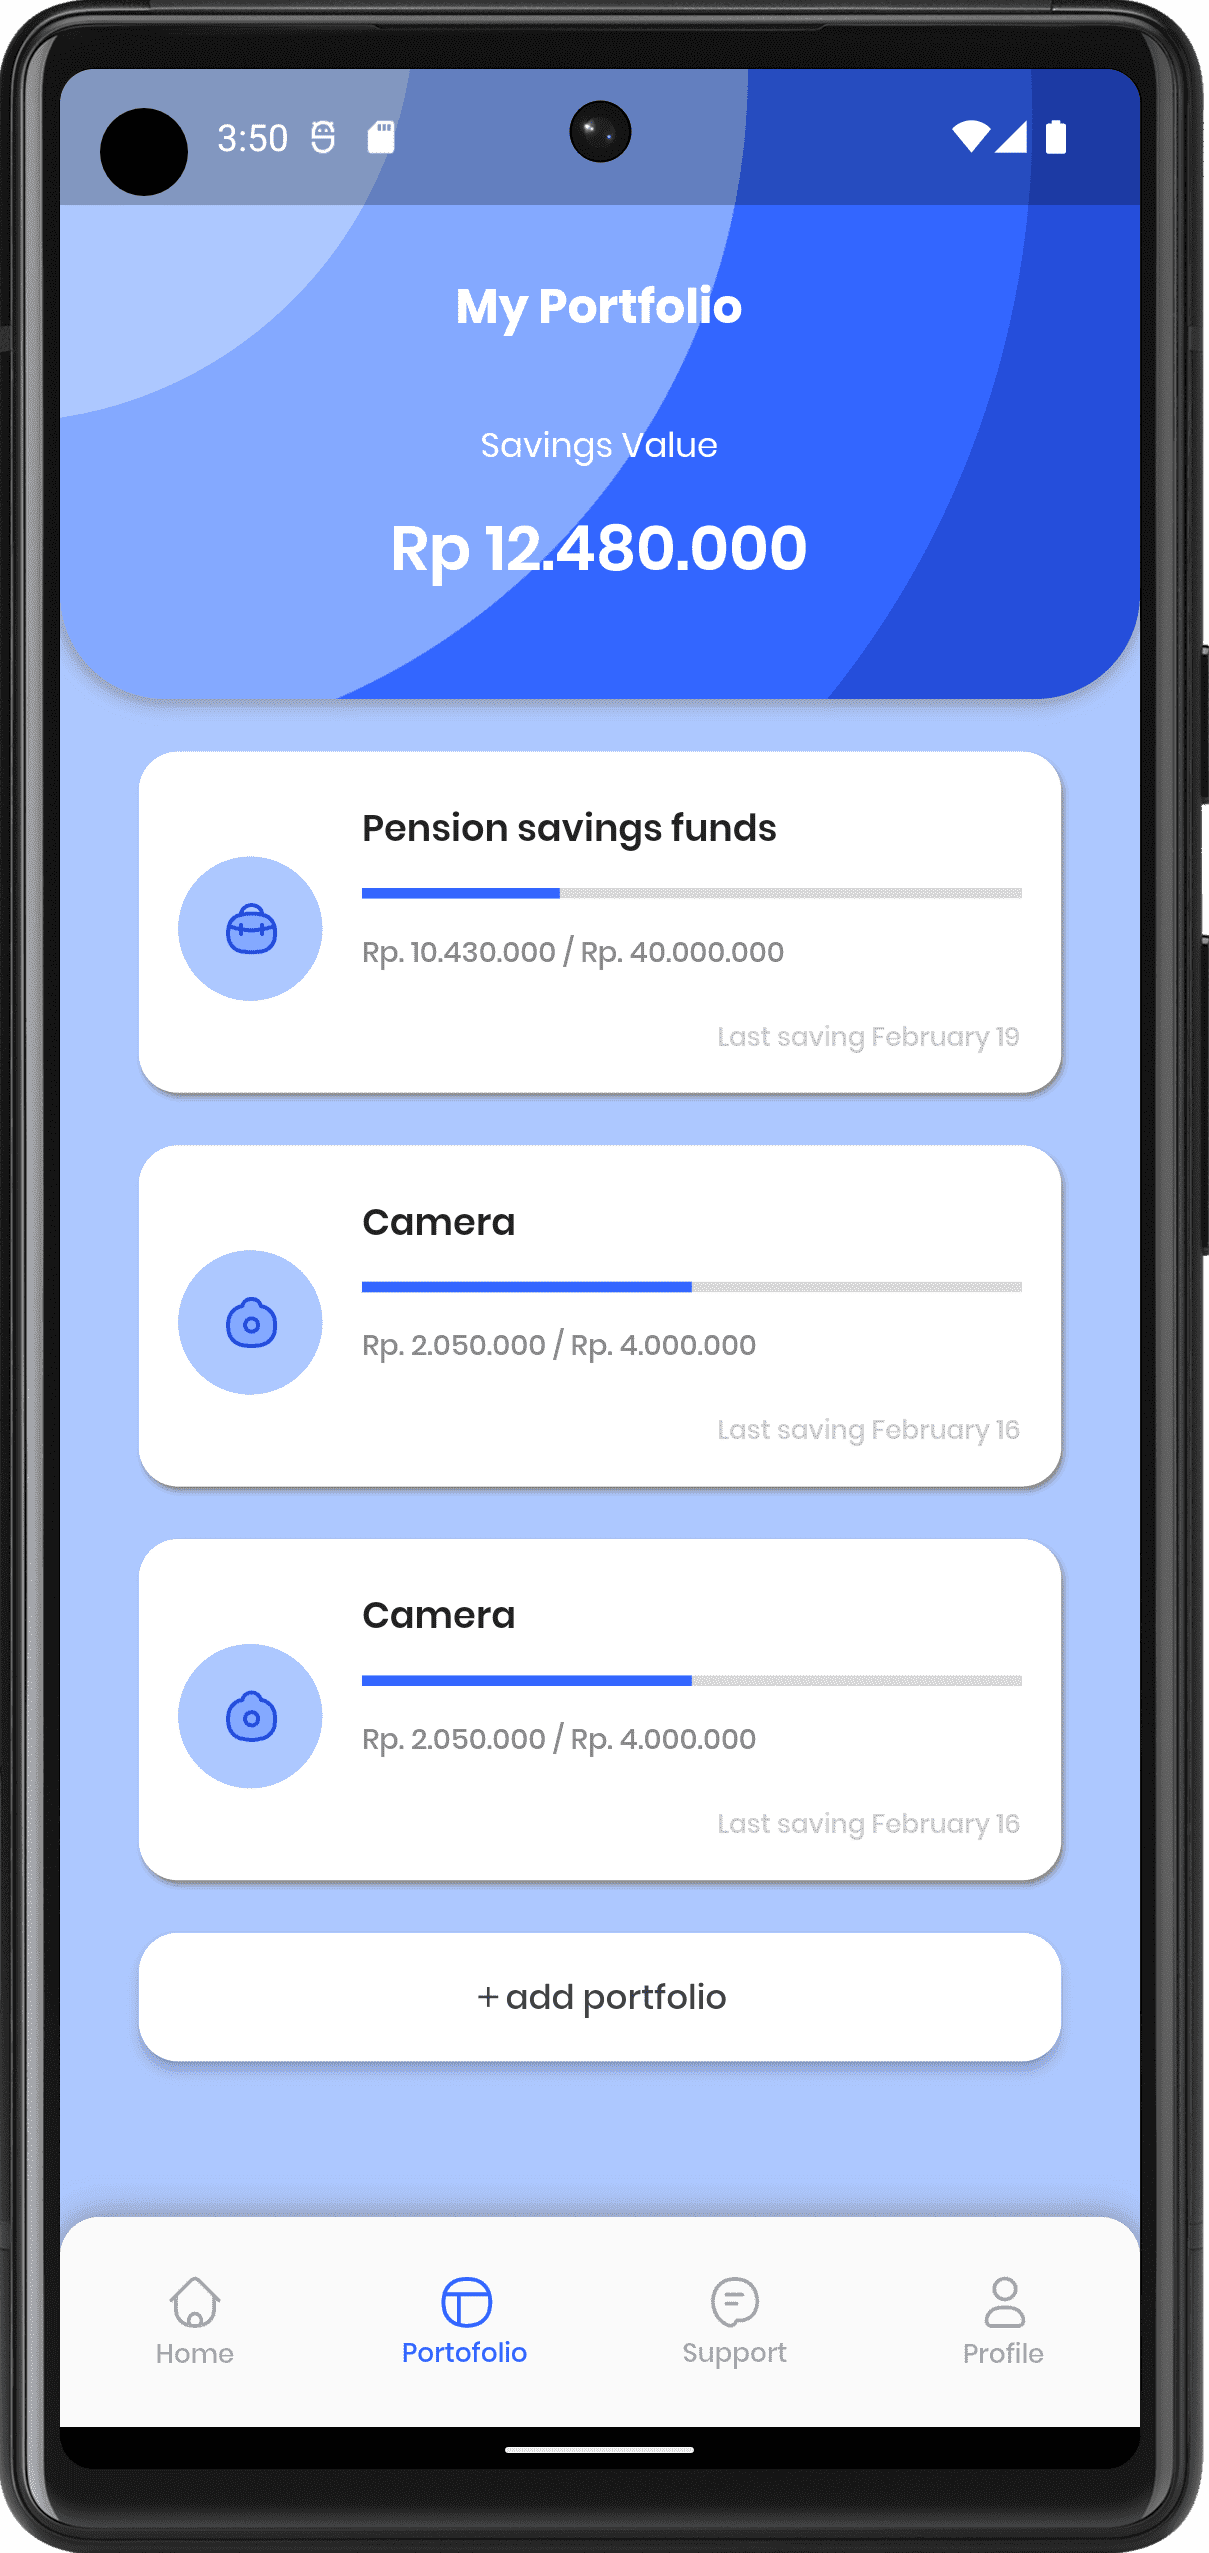 3:50
My Portfolio
Savings Value
Rp 12.480.000
Pension savings funds
Rp. 10.430.000 / Rp. 40.000.000
Last saving February 19
Camera
Rp. 2.050.000 / Rp. 4.000.000
Last saving February 16
Camera
Rp. 2.050.000 / Rp. 4.000.000
Last saving February 16
+ add portfolio
Home
Portofolio
Support
Profile